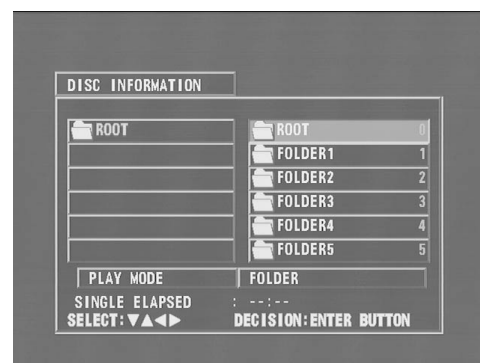 DISC INFORMATION
ROOT
ROOT 0
FOLDER1 1
FOLDER2 2
FOLDER3 3
FOLDER4 4
FOLDER5 5
PLAY MODE FOLDER
SINGLE ELAPSED : --:--
SELECT:▼▲◀▶ DECISION:ENTER BUTTON